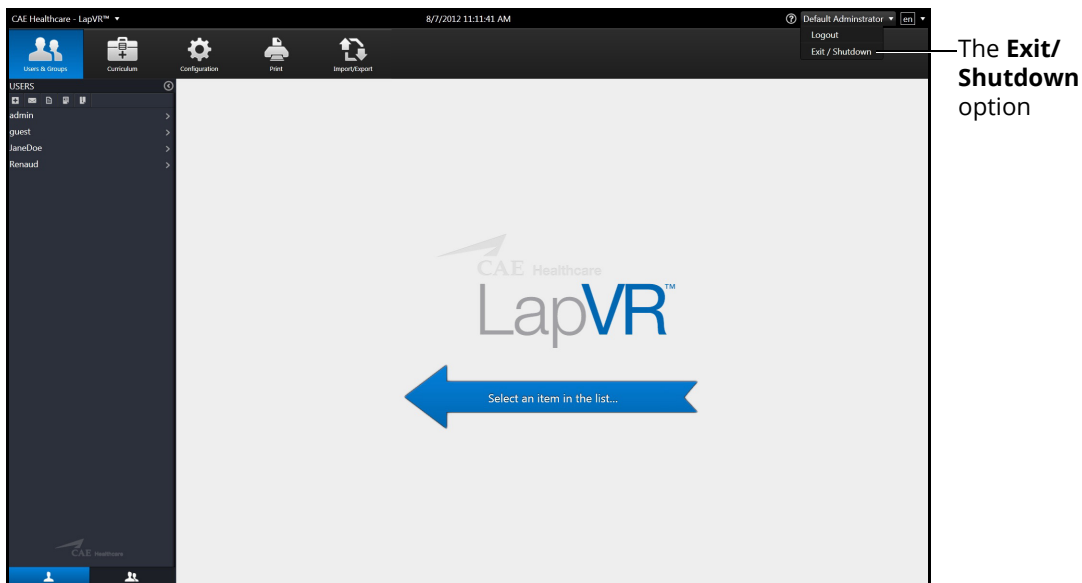 CAE Healthcare - LapVR™
8/7/2012 11:11:41 AM
Default Adminstrator
en
Logout
Exit / Shutdown
Users & Groups
Curriculum
Configuration
Print
Import/Export
The Exit/
Shutdown
option
USERS
admin
guest
JaneDoe
Renaud
CAE Healthcare
LapVR™
Select an item in the list...
CAE Healthcare